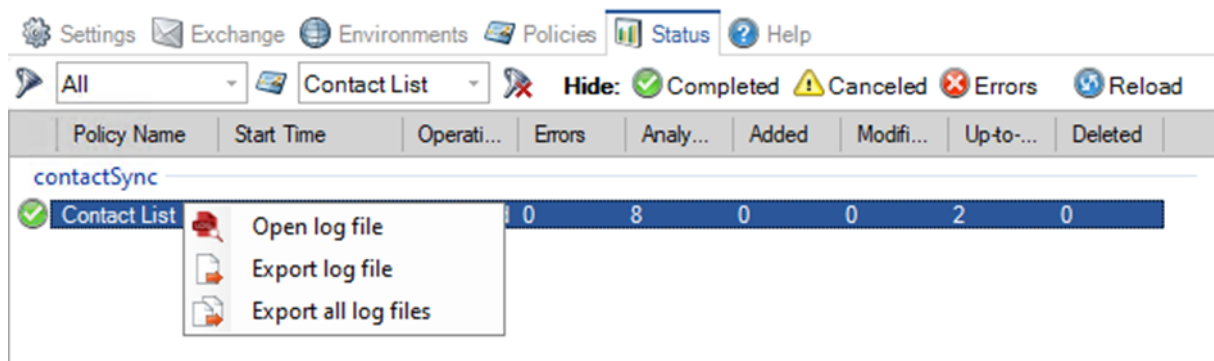 Settings Exchange Environments Policies Status Help
All Contact List Hide: Completed Canceled Errors Reload
Policy Name Start Time Operati... Errors Analy... Added Modifi... Up-to-... Deleted
contactSync
Contact List 0 8 0 0 2 0
Open log file
Export log file
Export all log files